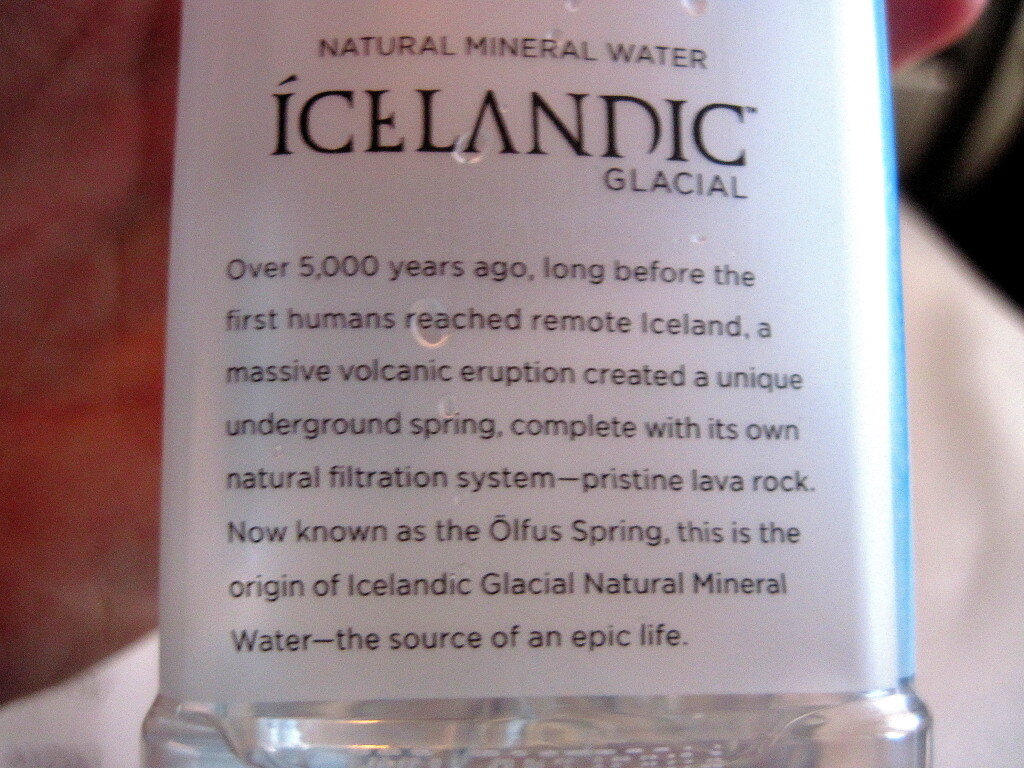 NATURAL MINERAL WATER
ÍCELANDIC™
GLACIAL
Over 5,000 years ago, long before the
first humans reached remote Iceland, a
massive volcanic eruption created a unique
underground spring, complete with its own
natural filtration system—pristine lava rock.
Now known as the Ōlfus Spring, this is the
origin of Icelandic Glacial Natural Mineral
Water—the source of an epic life.